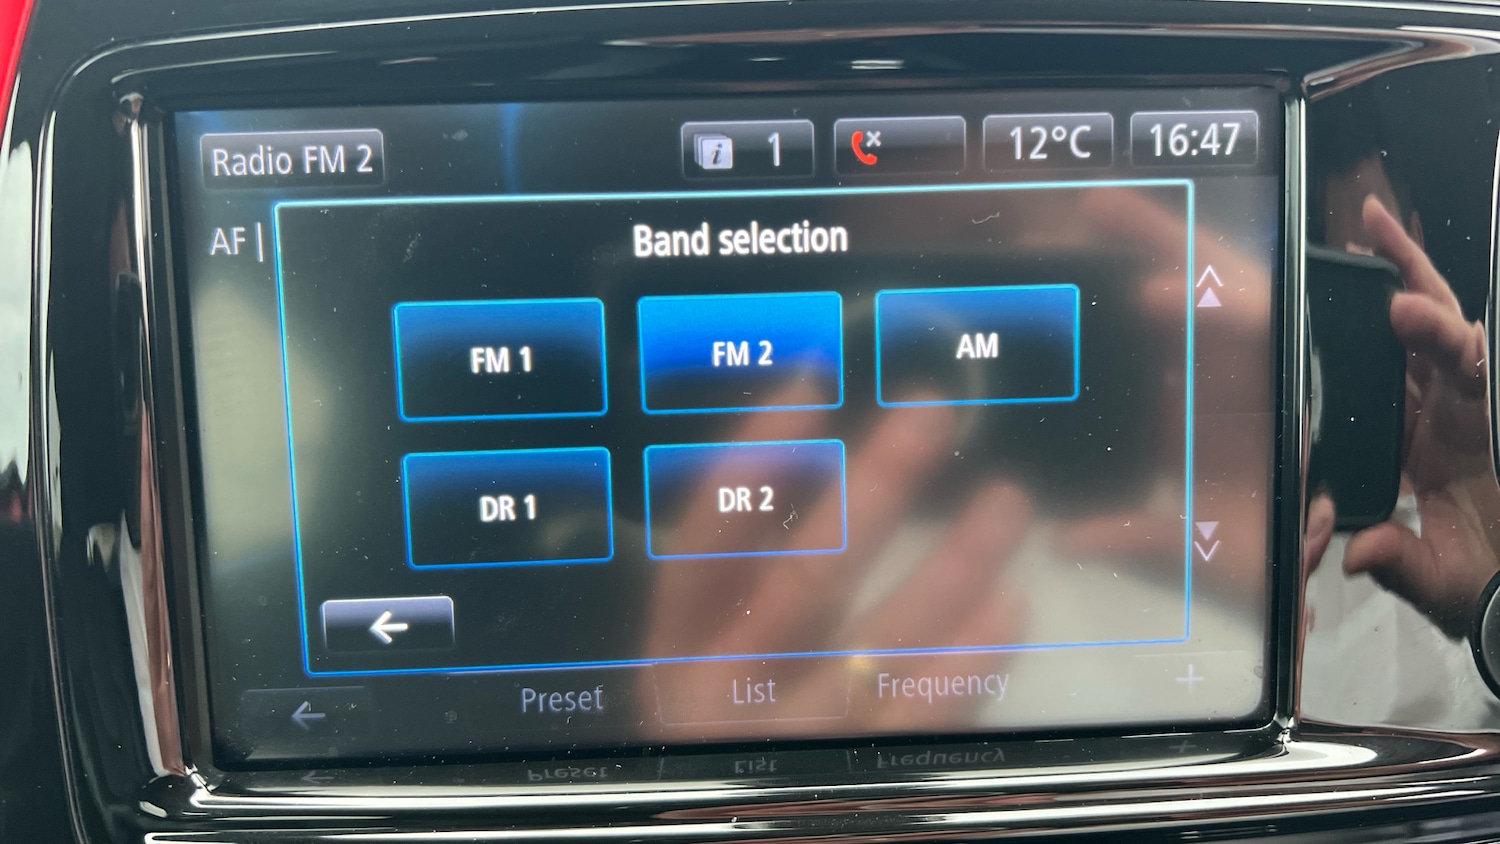 Radio FM 2
i 1
12°C
16:47
AF |
Band selection
FM 1
FM 2
AM
DR 1
DR 2
Preset
List
Frequency
+